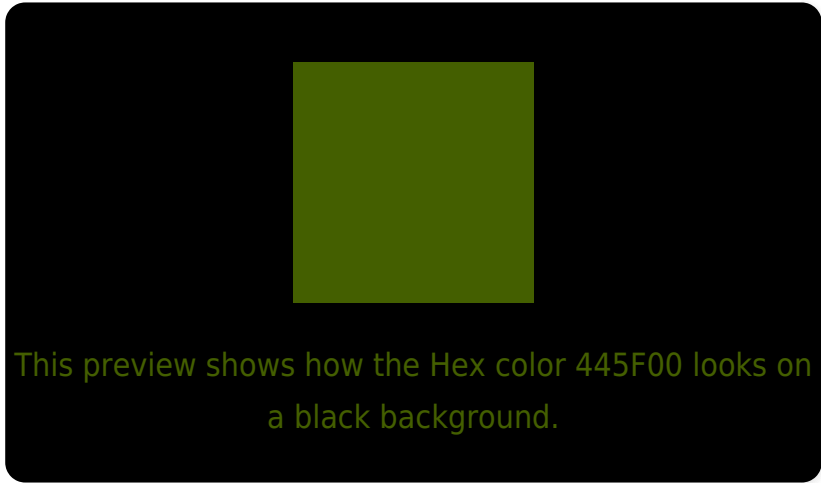 This preview shows how the Hex color 445F00 looks on
a black background.